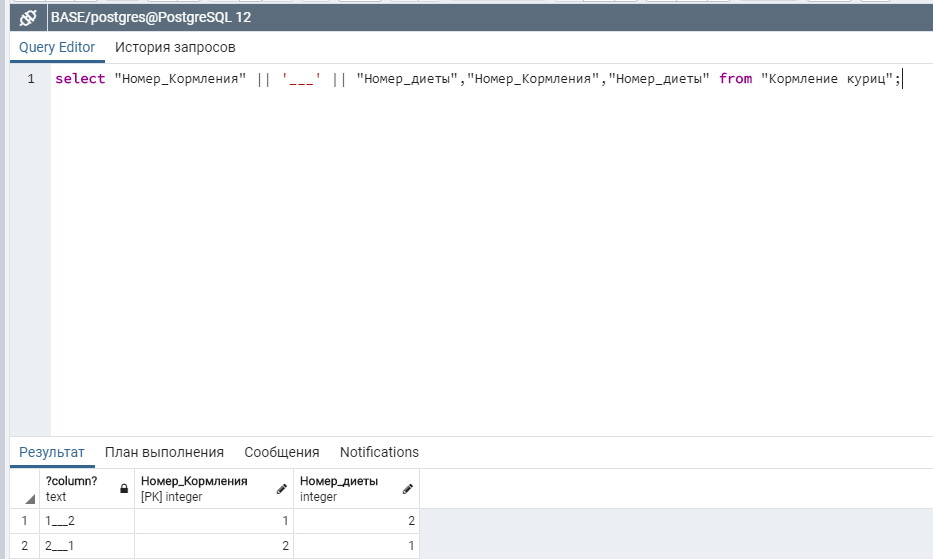 BASE/postgres@PostgreSQL 12
Query Editor История запросов
1 select "Номер_Кормления" || '___' || "Номер_диеты","Номер_Кормления","Номер_диеты" from "Кормление куриц";
Результат План выполнения Сообщения Notifications
?column? Номер_Кормления Номер_диеты
text [PK] integer integer
1 1___2 1 2
2 2___1 2 1